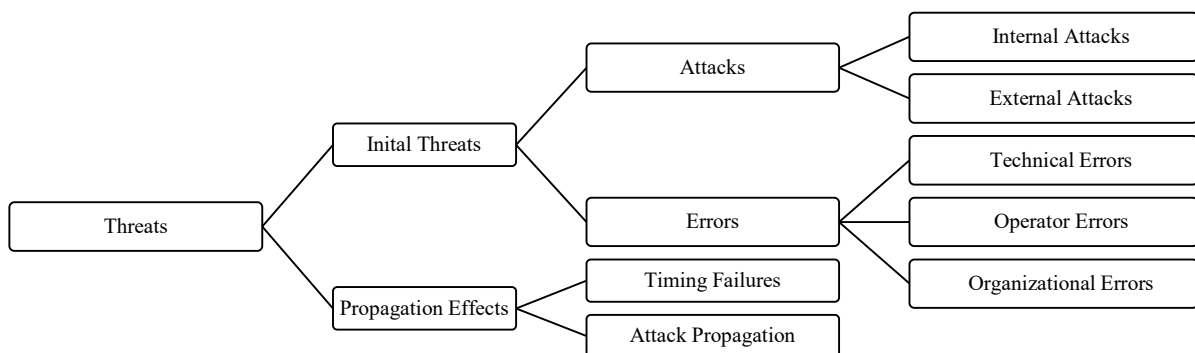 Threats
Inital Threats
Attacks
Internal Attacks
External Attacks
Errors
Technical Errors
Operator Errors
Organizational Errors
Propagation Effects
Timing Failures
Attack Propagation